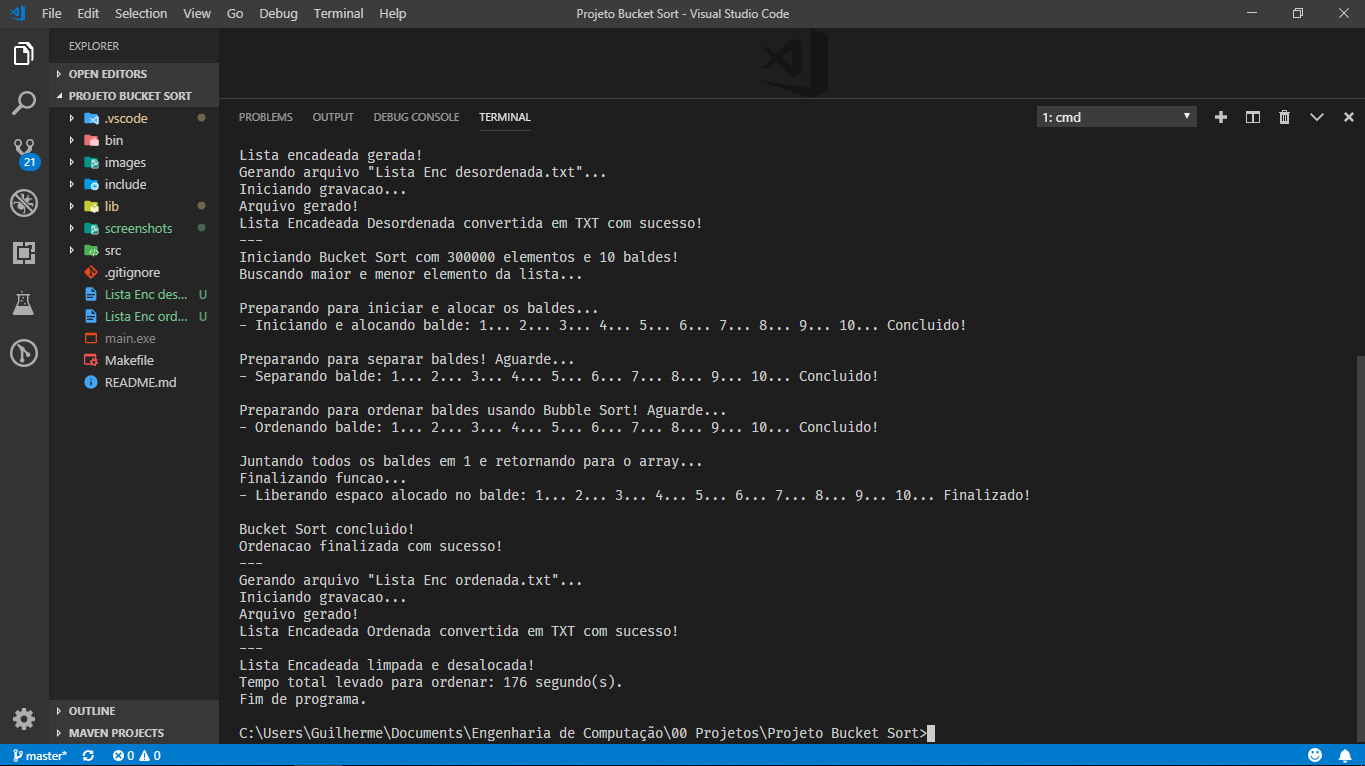 File Edit Selection View Go Debug Terminal Help
Projeto Bucket Sort - Visual Studio Code
EXPLORER
OPEN EDITORS
PROJETO BUCKET SORT
.vscode
bin
images
include
lib
screenshots
src
.gitignore
Lista Enc des... U
Lista Enc ord... U
main.exe
Makefile
README.md
OUTLINE
MAVEN PROJECTS
21
PROBLEMS OUTPUT DEBUG CONSOLE TERMINAL
1: cmd
Lista encadeada gerada!
Gerando arquivo "Lista Enc desordenada.txt"...
Iniciando gravacao...
Arquivo gerado!
Lista Encadeada Desordenada convertida em TXT com sucesso!
---
Iniciando Bucket Sort com 300000 elementos e 10 baldes!
Buscando maior e menor elemento da lista...
Preparando para iniciar e alocar os baldes...
- Iniciando e alocando balde: 1... 2... 3... 4... 5... 6... 7... 8... 9... 10... Concluido!
Preparando para separar baldes! Aguarde...
- Separando balde: 1... 2... 3... 4... 5... 6... 7... 8... 9... 10... Concluido!
Preparando para ordenar baldes usando Bubble Sort! Aguarde...
- Ordenando balde: 1... 2... 3... 4... 5... 6... 7... 8... 9... 10... Concluido!
Juntando todos os baldes em 1 e retornando para o array...
Finalizando funcao...
- Liberando espaco alocado no balde: 1... 2... 3... 4... 5... 6... 7... 8... 9... 10... Finalizado!
Bucket Sort concluido!
Ordenacao finalizada com sucesso!
---
Gerando arquivo "Lista Enc ordenada.txt"...
Iniciando gravacao...
Arquivo gerado!
Lista Encadeada Ordenada convertida em TXT com sucesso!
---
Lista Encadeada limpada e desalocada!
Tempo total levado para ordenar: 176 segundo(s).
Fim de programa.
C:\Users\Guilherme\Documents\Engenharia de Computação\00 Projetos\Projeto Bucket Sort>
master* 0 0